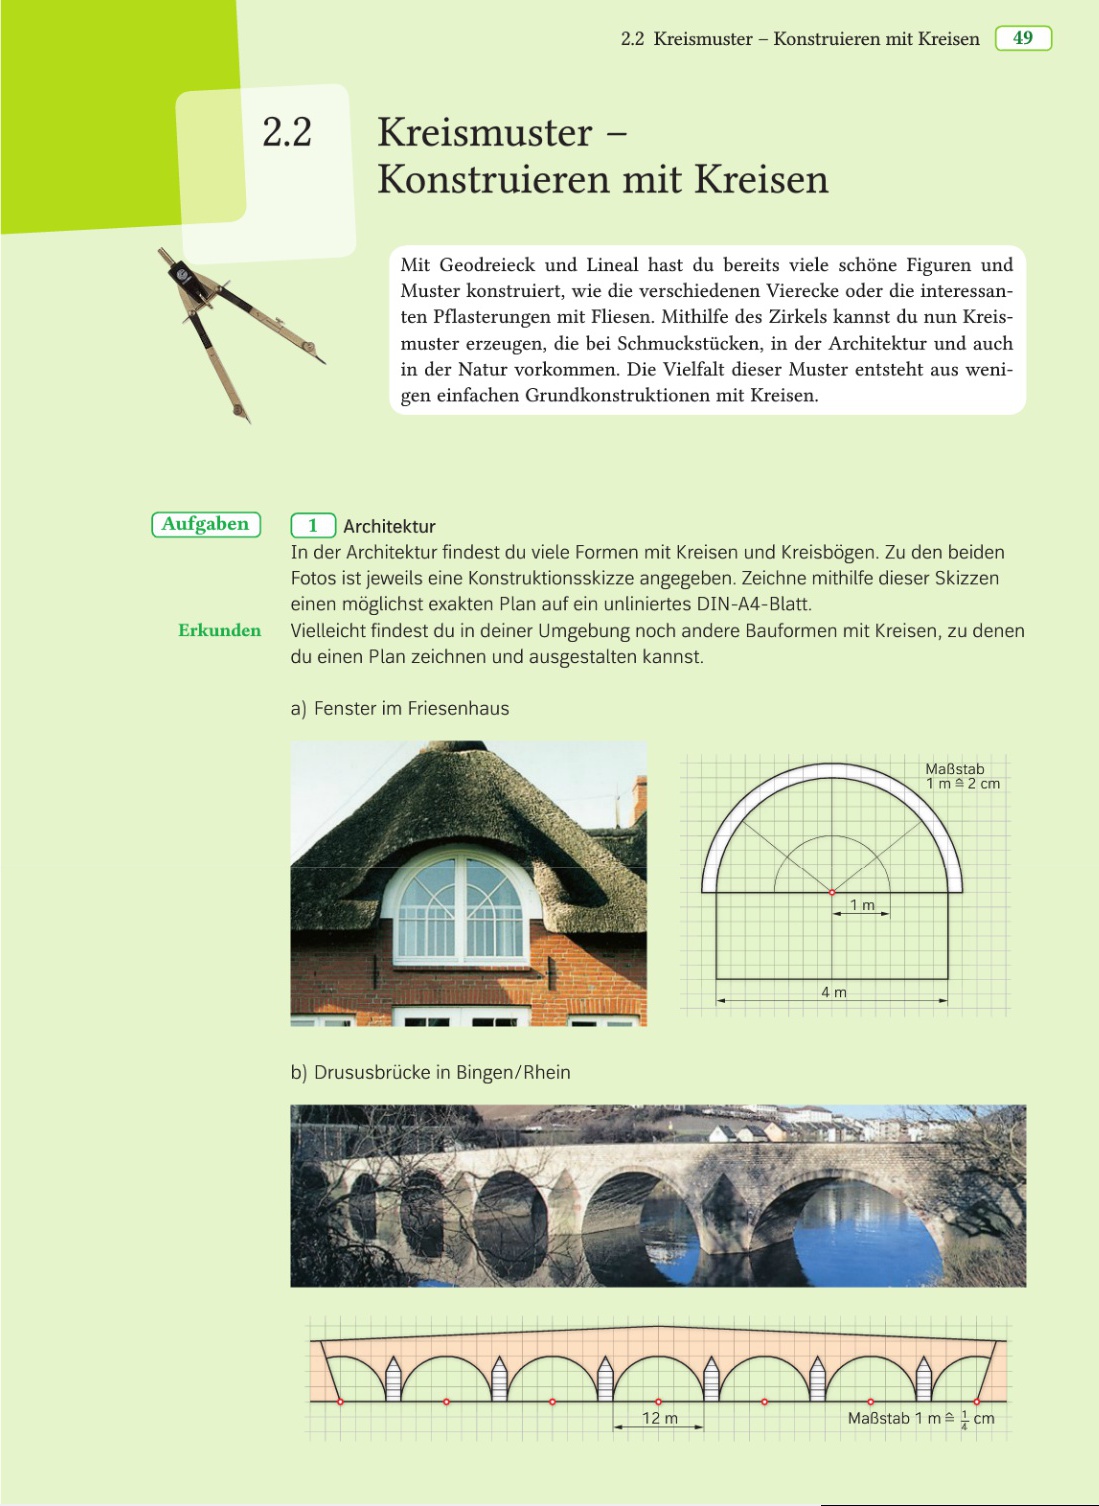 2.2 Kreismuster – Konstruieren mit Kreisen 49
2.2 Kreismuster –
Konstruieren mit Kreisen
Mit Geodreieck und Lineal hast du bereits viele schöne Figuren und
Muster konstruiert, wie die verschiedenen Vierecke oder die interessan-
ten Pflasterungen mit Fliesen. Mithilfe des Zirkels kannst du nun Kreis-
muster erzeugen, die bei Schmuckstücken, in der Architektur und auch
in der Natur vorkommen. Die Vielfalt dieser Muster entsteht aus weni-
gen einfachen Grundkonstruktionen mit Kreisen.
Aufgaben
1 Architektur
In der Architektur findest du viele Formen mit Kreisen und Kreisbögen. Zu den beiden
Fotos ist jeweils eine Konstruktionsskizze angegeben. Zeichne mithilfe dieser Skizzen
einen möglichst exakten Plan auf ein unliniertes DIN-A4-Blatt.
Erkunden
Vielleicht findest du in deiner Umgebung noch andere Bauformen mit Kreisen, zu denen
du einen Plan zeichnen und ausgestalten kannst.
a) Fenster im Friesenhaus
Maßstab
1 m ≙ 2 cm
1 m
4 m
b) Drususbrücke in Bingen/Rhein
12 m
Maßstab 1 m ≙ 1/4 cm